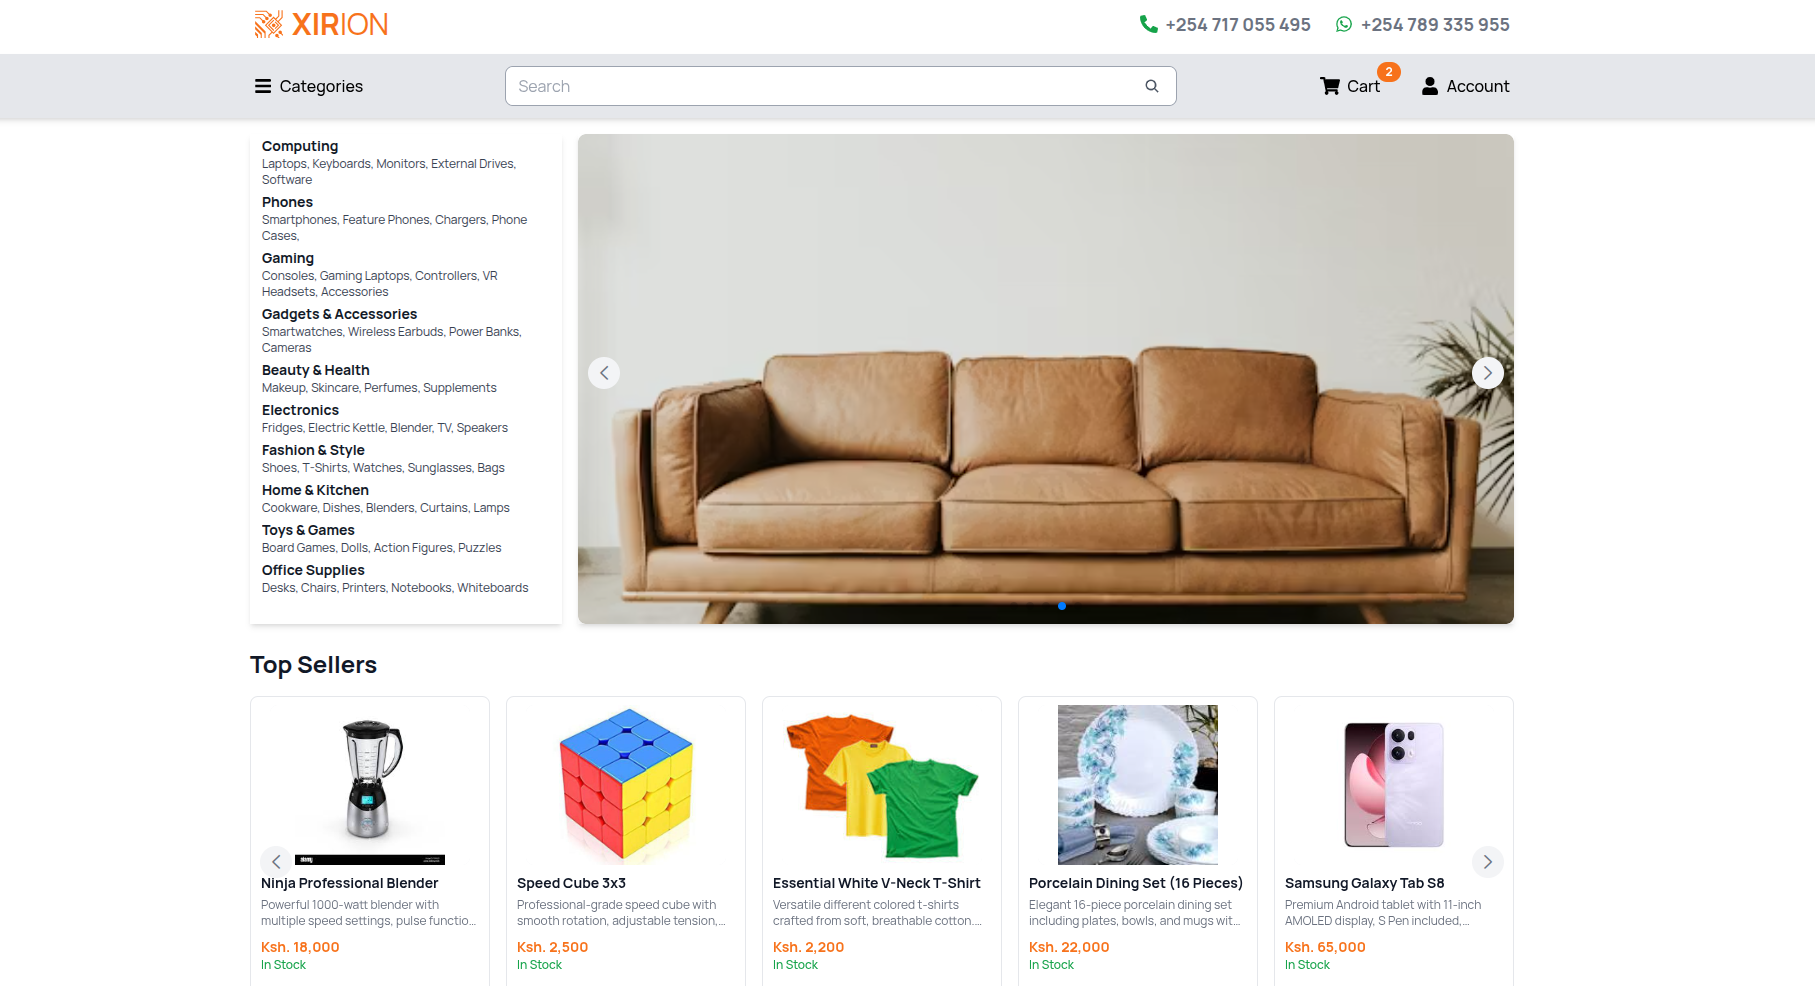 XIRION
+254 717 055 495
+254 789 335 955
Categories
Search
Cart
2
Account
Computing
Laptops, Keyboards, Monitors, External Drives,
Software
Phones
Smartphones, Feature Phones, Chargers, Phone
Cases,
Gaming
Consoles, Gaming Laptops, Controllers, VR
Headsets, Accessories
Gadgets & Accessories
Smartwatches, Wireless Earbuds, Power Banks,
Cameras
Beauty & Health
Makeup, Skincare, Perfumes, Supplements
Electronics
Fridges, Electric Kettle, Blender, TV, Speakers
Fashion & Style
Shoes, T-Shirts, Watches, Sunglasses, Bags
Home & Kitchen
Cookware, Dishes, Blenders, Curtains, Lamps
Toys & Games
Board Games, Dolls, Action Figures, Puzzles
Office Supplies
Desks, Chairs, Printers, Notebooks, Whiteboards
Top Sellers
Ninja Professional Blender
Powerful 1000-watt blender with
multiple speed settings, pulse functio...
Ksh. 18,000
In Stock
Speed Cube 3x3
Professional-grade speed cube with
smooth rotation, adjustable tension,...
Ksh. 2,500
In Stock
Essential White V-Neck T-Shirt
Versatile different colored t-shirts
crafted from soft, breathable cotton....
Ksh. 2,200
In Stock
Porcelain Dining Set (16 Pieces)
Elegant 16-piece porcelain dining set
including plates, bowls, and mugs wit...
Ksh. 22,000
In Stock
Samsung Galaxy Tab S8
Premium Android tablet with 11-inch
AMOLED display, S Pen included,...
Ksh. 65,000
In Stock